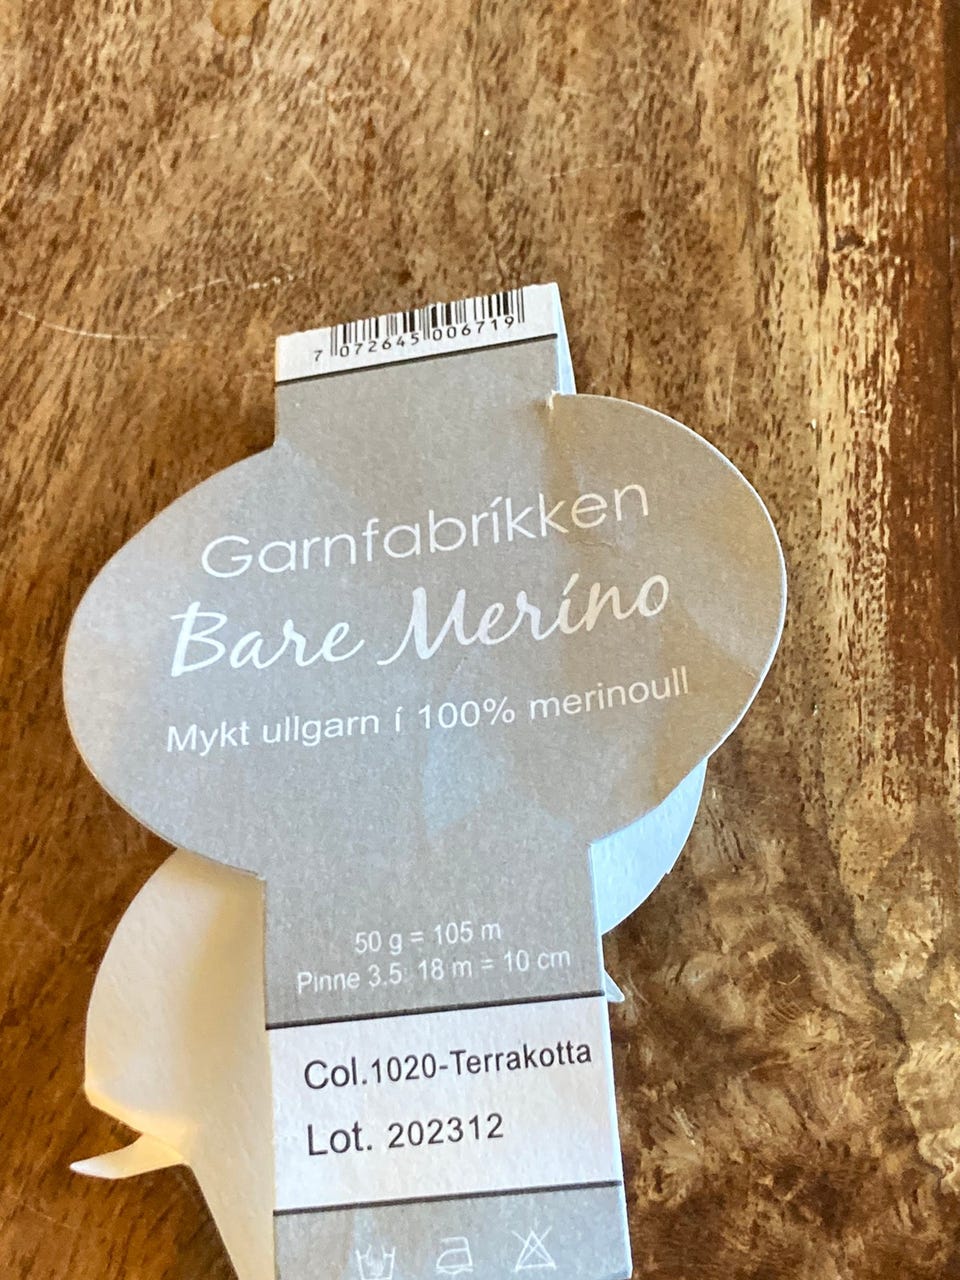 7 072645 006719
Garnfabríkken
Bare Meríno
Mykt ullgarn í 100% merinoull
50 g = 105 m
Pinne 3.5: 18 m = 10 cm
Col.1020-Terrakotta
Lot. 202312